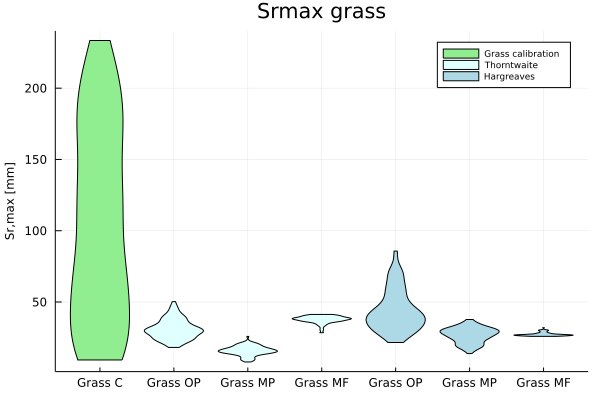 Srmax grass
Grass calibration
Thorntwaite
Hargreaves
Sr,max [mm]
200
150
100
50
Grass C Grass OP Grass MP Grass MF Grass OP Grass MP Grass MF